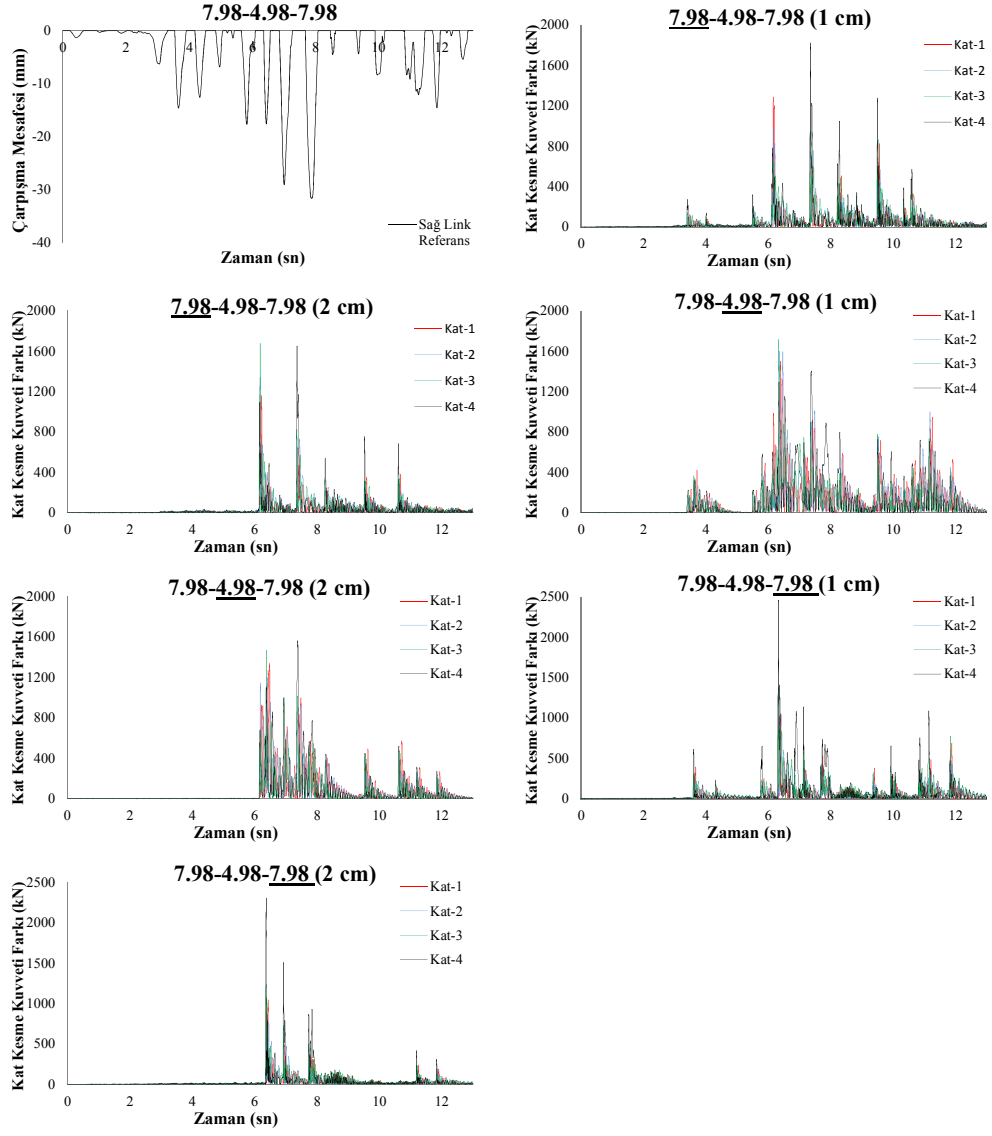 7.98-4.98-7.98
Çarpışma Mesafesi (mm)
0
-10
-20
-30
-40
0 2 4 6 8 10 12
Sağ Link
Referans
Zaman (sn)
7.98-4.98-7.98 (1 cm)
Kat Kesme Kuvveti Farkı (kN)
2000
1600
1200
800
400
0
Kat-1
Kat-2
Kat-3
Kat-4
0 2 4 6 8 10 12
Zaman (sn)
7.98-4.98-7.98 (2 cm)
Kat Kesme Kuvveti Farkı (kN)
2000
1600
1200
800
400
0
Kat-1
Kat-2
Kat-3
Kat-4
0 2 4 6 8 10 12
Zaman (sn)
7.98-4.98-7.98 (1 cm)
Kat Kesme Kuvveti Farkı (kN)
2000
1600
1200
800
400
0
Kat-1
Kat-2
Kat-3
Kat-4
0 2 4 6 8 10 12
Zaman (sn)
7.98-4.98-7.98 (2 cm)
Kat Kesme Kuvveti Farkı (kN)
2000
1600
1200
800
400
0
Kat-1
Kat-2
Kat-3
Kat-4
0 2 4 6 8 10 12
Zaman (sn)
7.98-4.98-7.98 (1 cm)
Kat Kesme Kuvveti Farkı (kN)
2500
2000
1500
1000
500
0
Kat-1
Kat-2
Kat-3
Kat-4
0 2 4 6 8 10 12
Zaman (sn)
7.98-4.98-7.98 (2 cm)
Kat Kesme Kuvveti Farkı (kN)
2500
2000
1500
1000
500
0
Kat-1
Kat-2
Kat-3
Kat-4
0 2 4 6 8 10 12
Zaman (sn)